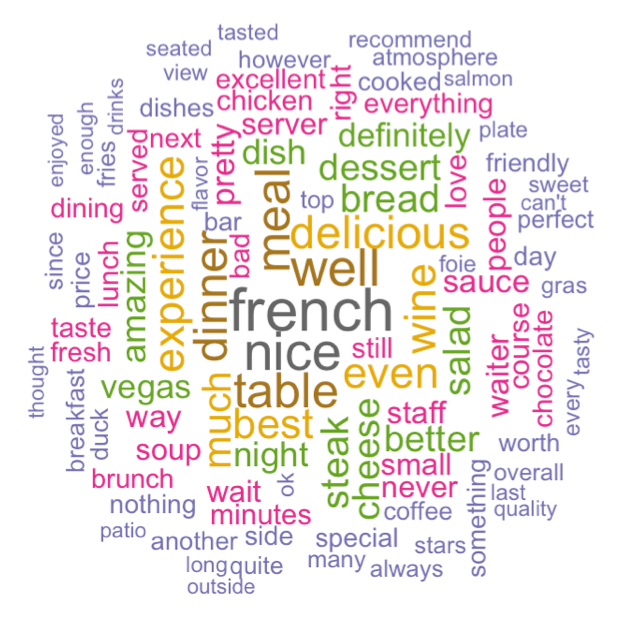 tasted
seated
recommend
however
atmosphere
view
excellent
right
cooked
salmon
drinks
chicken
everything
dishes
server
enough
enjoyed
fries
served
next
pretty
definitely
plate
dish
dessert
love
friendly
flavor
experience
meal
bread
people
sweet
can't
dining
top
perfect
bar
delicious
since
price
lunch
amazing
dinner
bad
well
foie
day
wine
sauce
gras
french
taste
fresh
nice
still
salad
waiter
course
chocolate
tasty
every
thought
breakfast
duck
vegas
much
table
even
way
best
steak
cheese
staff
better
worth
soup
night
small
something
overall
brunch
wait
ok
never
last
nothing
minutes
coffee
quality
patio
another
side
special
stars
long
quite
many
always
outside